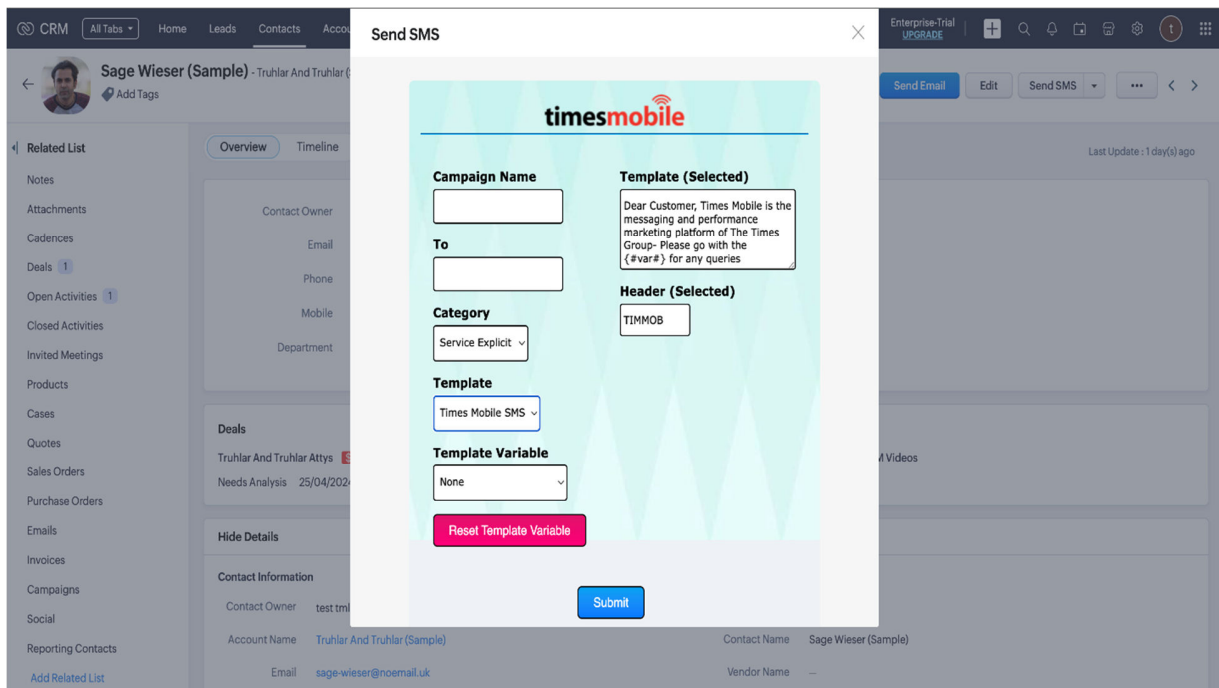 CRM
All Tabs
Home
Leads
Contacts
Accou
Enterprise-Trial
UPGRADE
t
Sage Wieser (Sample) - Truhlar And Truhlar (
Add Tags
Send Email
Edit
Send SMS
...
Related List
Notes
Attachments
Cadences
Deals 1
Open Activities 1
Closed Activities
Invited Meetings
Products
Cases
Quotes
Sales Orders
Purchase Orders
Emails
Invoices
Campaigns
Social
Reporting Contacts
Add Related List
Overview
Timeline
Last Update : 1 day(s) ago
Contact Owner
Email
Phone
Mobile
Department
Deals
Truhlar And Truhlar Attys S
Needs Analysis 25/04/202
M Videos
Hide Details
Contact Information
Contact Owner test tml
Account Name Truhlar And Truhlar (Sample)
Contact Name Sage Wieser (Sample)
Email sage-wieser@noemail.uk
Vendor Name —
Send SMS
timesmobile
Campaign Name
To
Category
Service Explicit
Template
Times Mobile SMS
Template Variable
None
Reset Template Variable
Template (Selected)
Dear Customer, Times Mobile is the
messaging and performance
marketing platform of The Times
Group- Please go with the
{#var#} for any queries
Header (Selected)
TIMMOB
Submit